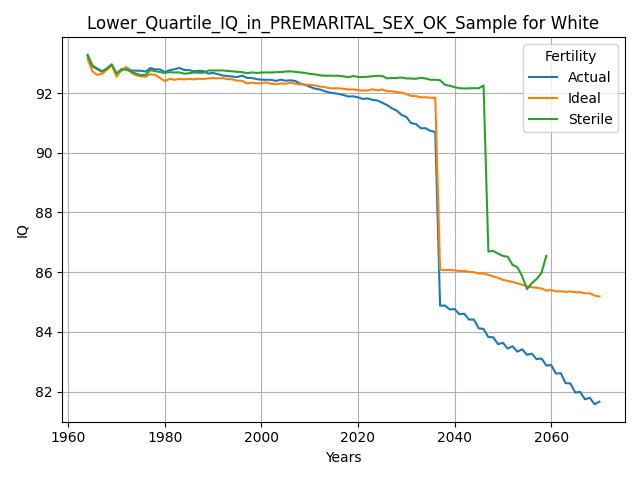 Lower_Quartile_IQ_in_PREMARITAL_SEX_OK_Sample for White
Fertility
Actual
Ideal
Sterile
IQ
92
90
88
86
84
82
1960
1980
2000
2020
2040
2060
Years